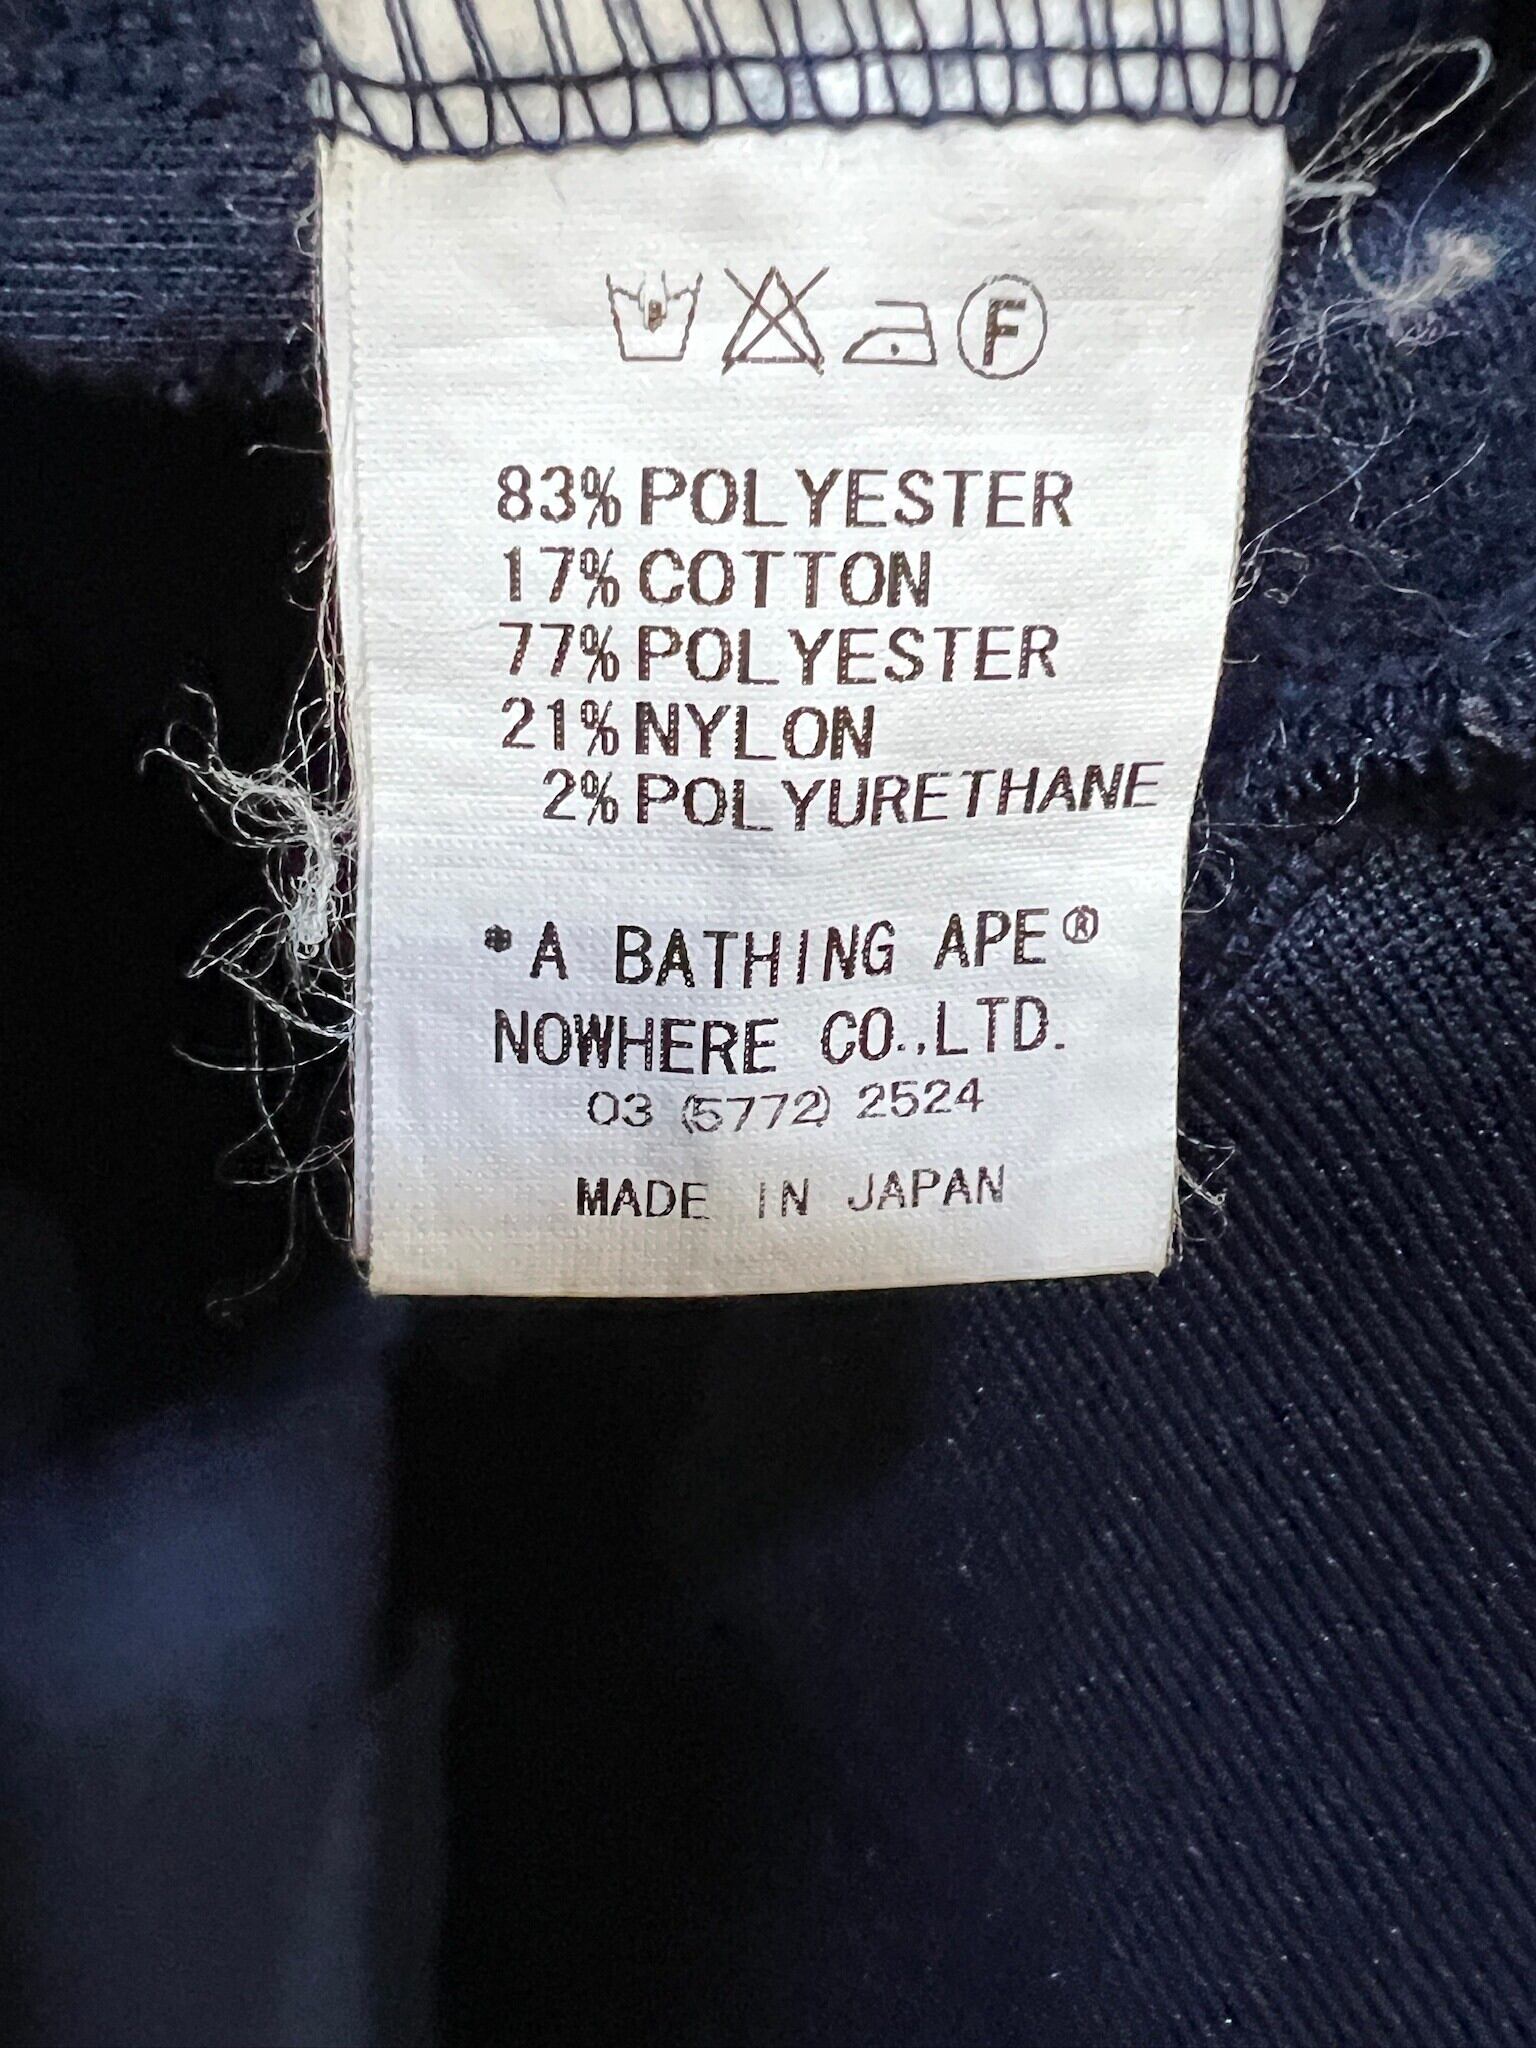 F
83% POLYESTER
17% COTTON
77% POLYESTER
21% NYLON
2% POLYURETHANE
*A BATHING APE®
NOWHERE CO.,LTD.
03 (5772) 2524
MADE IN JAPAN